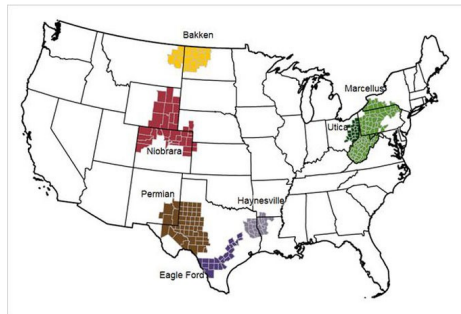 Bakken
Marcellus
Utica
Niobrara
Permian
Haynesville
Eagle Ford